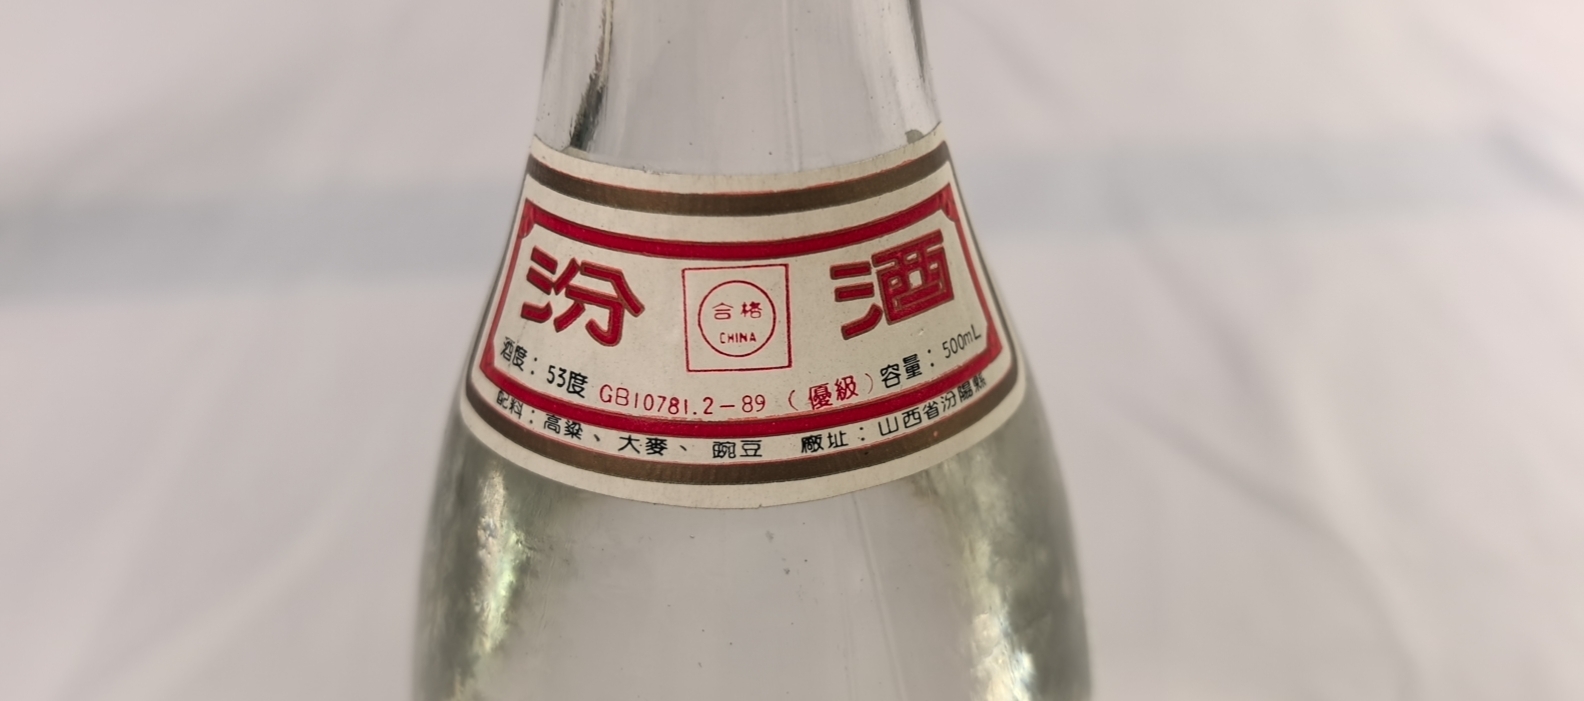 汾酒
合格
CHINA
酒度：53度 GB10781.2－89（優級）容量：500mL
配料：高粱、大麥、豌豆 廠址：山西省汾陽縣